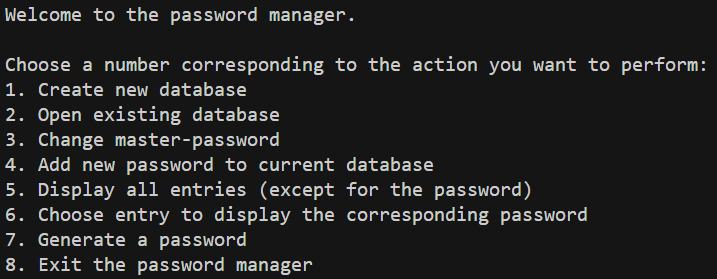 Welcome to the password manager.
Choose a number corresponding to the action you want to perform:
1. Create new database
2. Open existing database
3. Change master-password
4. Add new password to current database
5. Display all entries (except for the password)
6. Choose entry to display the corresponding password
7. Generate a password
8. Exit the password manager